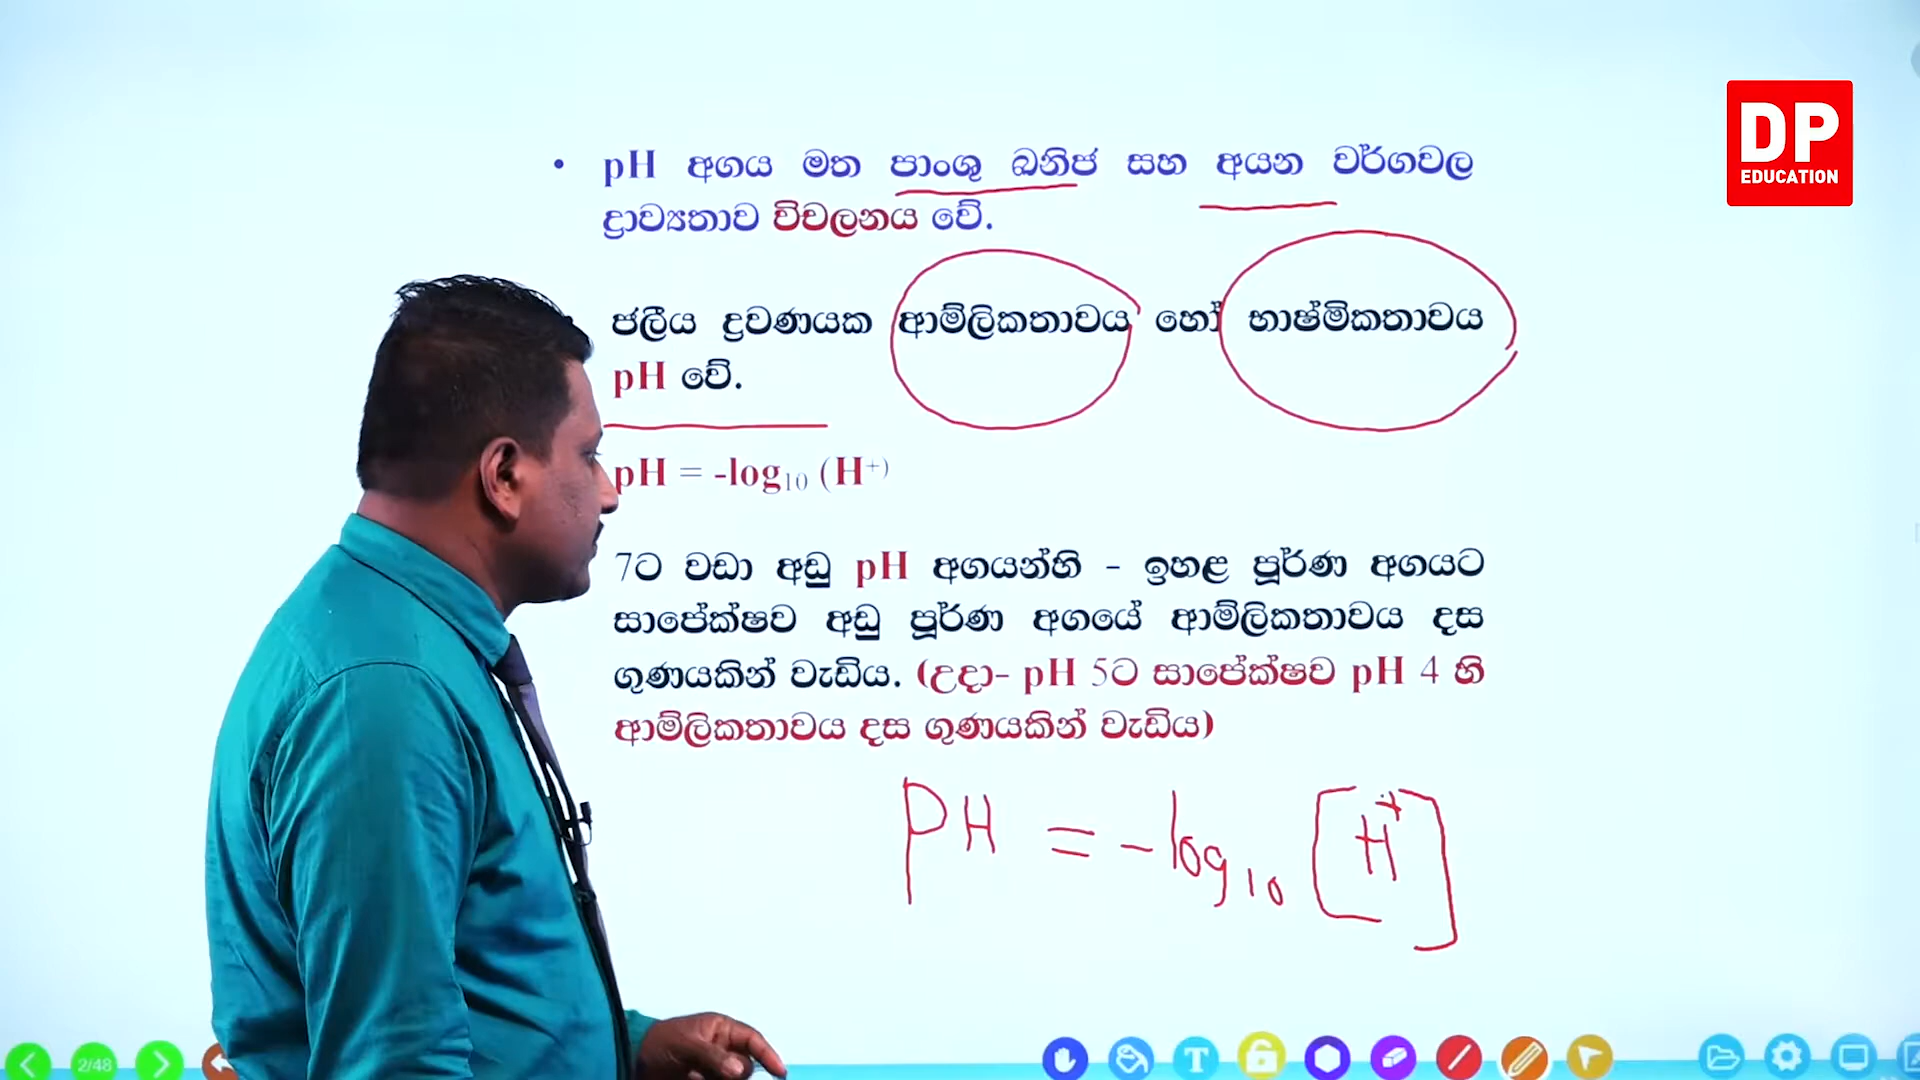 DP
EDUCATION
• pH අගය මත පාංශු ඛනිජ සහ අයන වර්ගවල
ද්‍රාව්‍යතාව විචලනය වේ.
ජලීය ද්‍රවණයක ආම්ලිකතාවය හෝ භාෂ්මිකතාවය
pH වේ.
pH = -log₁₀ (H⁺)
7ට වඩා අඩු pH අගයන්හි - ඉහළ පූර්ණ අගයට
සාපේක්ෂව අඩු පූර්ණ අගයේ ආම්ලිකතාවය දස
ගුණයකින් වැඩිය. (උදා- pH 5ට සාපේක්ෂව pH 4 හි
ආම්ලිකතාවය දස ගුණයකින් වැඩිය)
PH = -log₁₀ [H⁺]
2/48
T